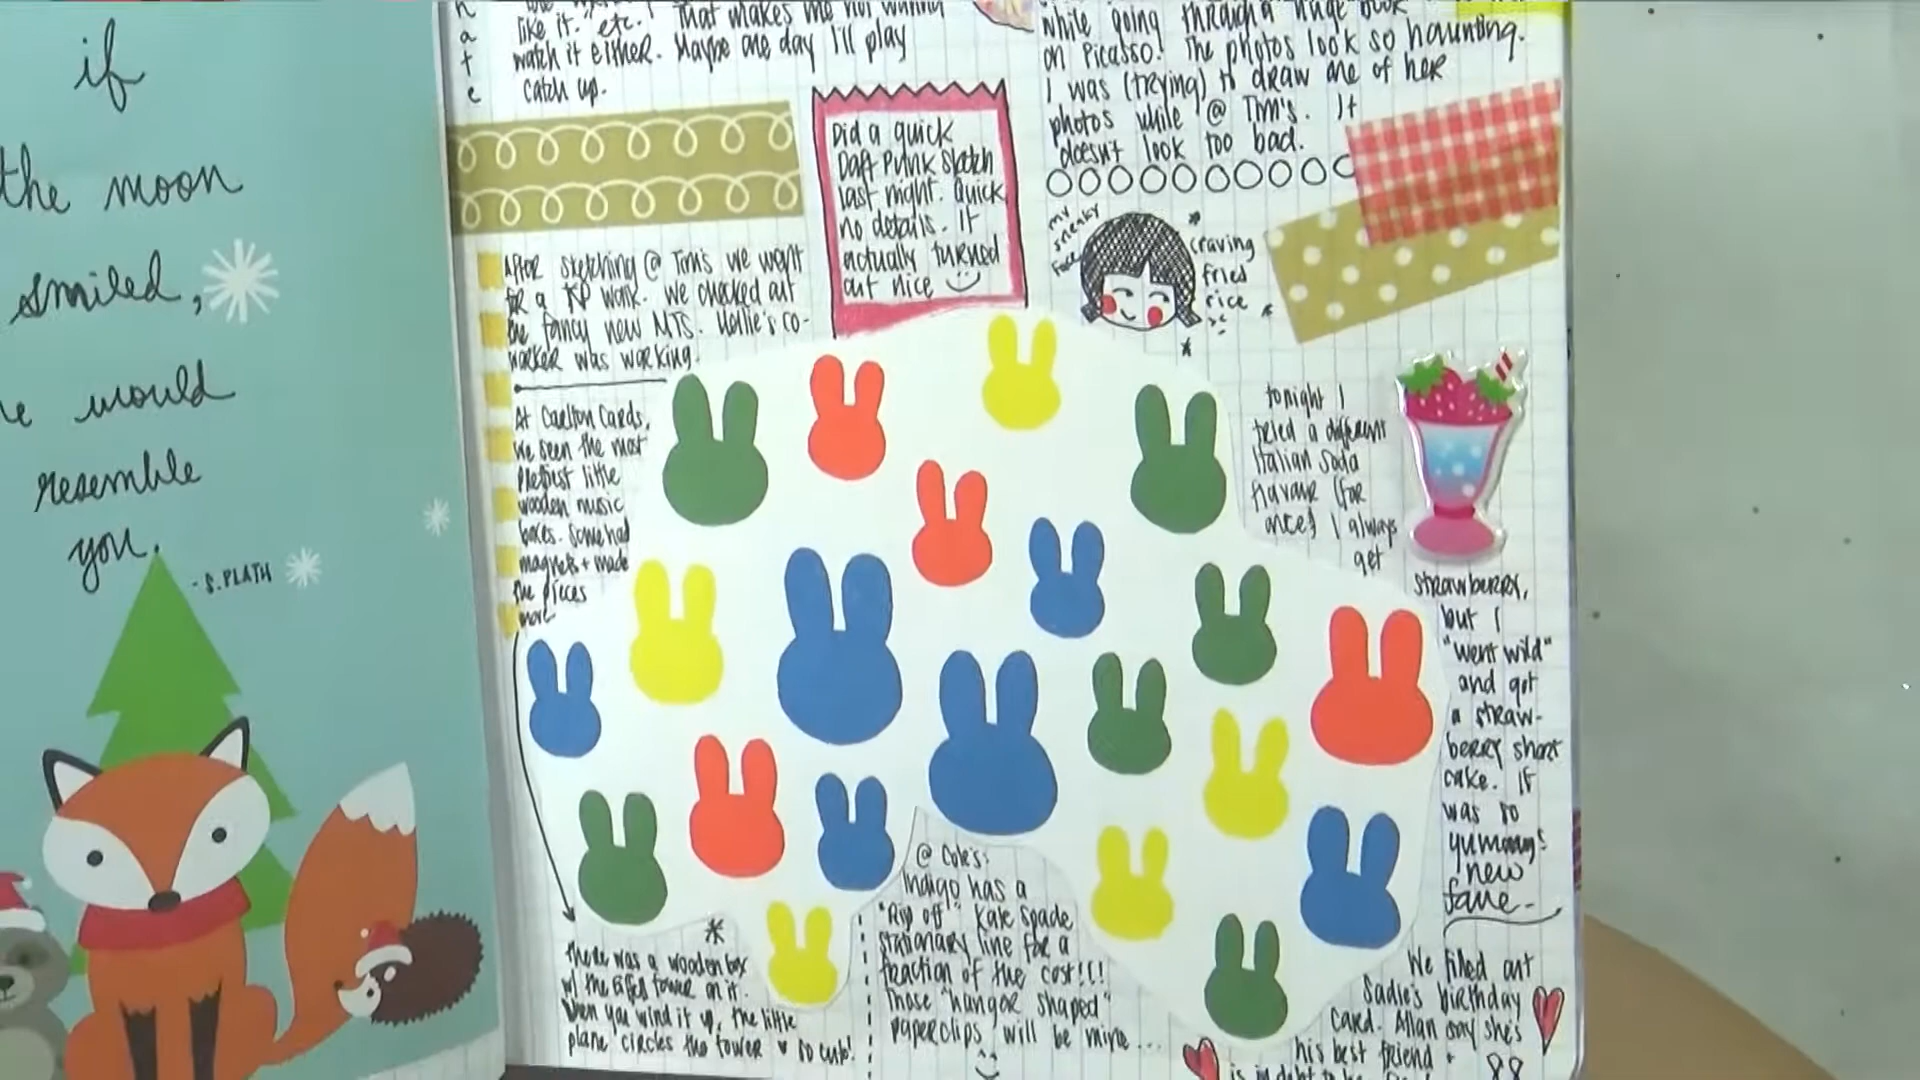 if
the moon
smiled,
would
resemble
you.
- S. PLATH
h
a
t
e
like it." etc. That makes me not wanting
watch it either. Maybe one day I'll play
catch up.
Did a quick
Daft Punk sketch
last night. Quick
no details. It
actually turned
out nice
while going through a huge book
on Picasso! The photos look so haunting.
I was (trying) to draw one of her
photos while @ Tim's. It
doesn't look too bad.
my
sneaky
face
craving
fried
rice
After sketching @ Tim's we went
for a KP walk. We checked out
the fancy new MTS. Hollie's co-
worker was working.
At Carlton Cards,
we seen the most
little
wooden music
boxes. Some had
magnets + made
the pieces
move
there was a wooden box
w/ the eiffel tower on it.
When you wind it up, the little
plane circles the tower ♥ so cute!
@ Cole's:
Indigo has a
"Rip off" Kate Spade
stationary line for a
fraction of the cost!!!
Those "hangor shaped"
paperclips will be mine...
tonight I
tried a different
Italian Soda
flavour (for
once) I always
get
strawberry,
but I
"went wild"
and got
a straw-
berry short
cake. It
was so
yummy!
new
fave-
We filled out
Sadie's birthday
card. Allan say she's
his best friend +
is in debt to